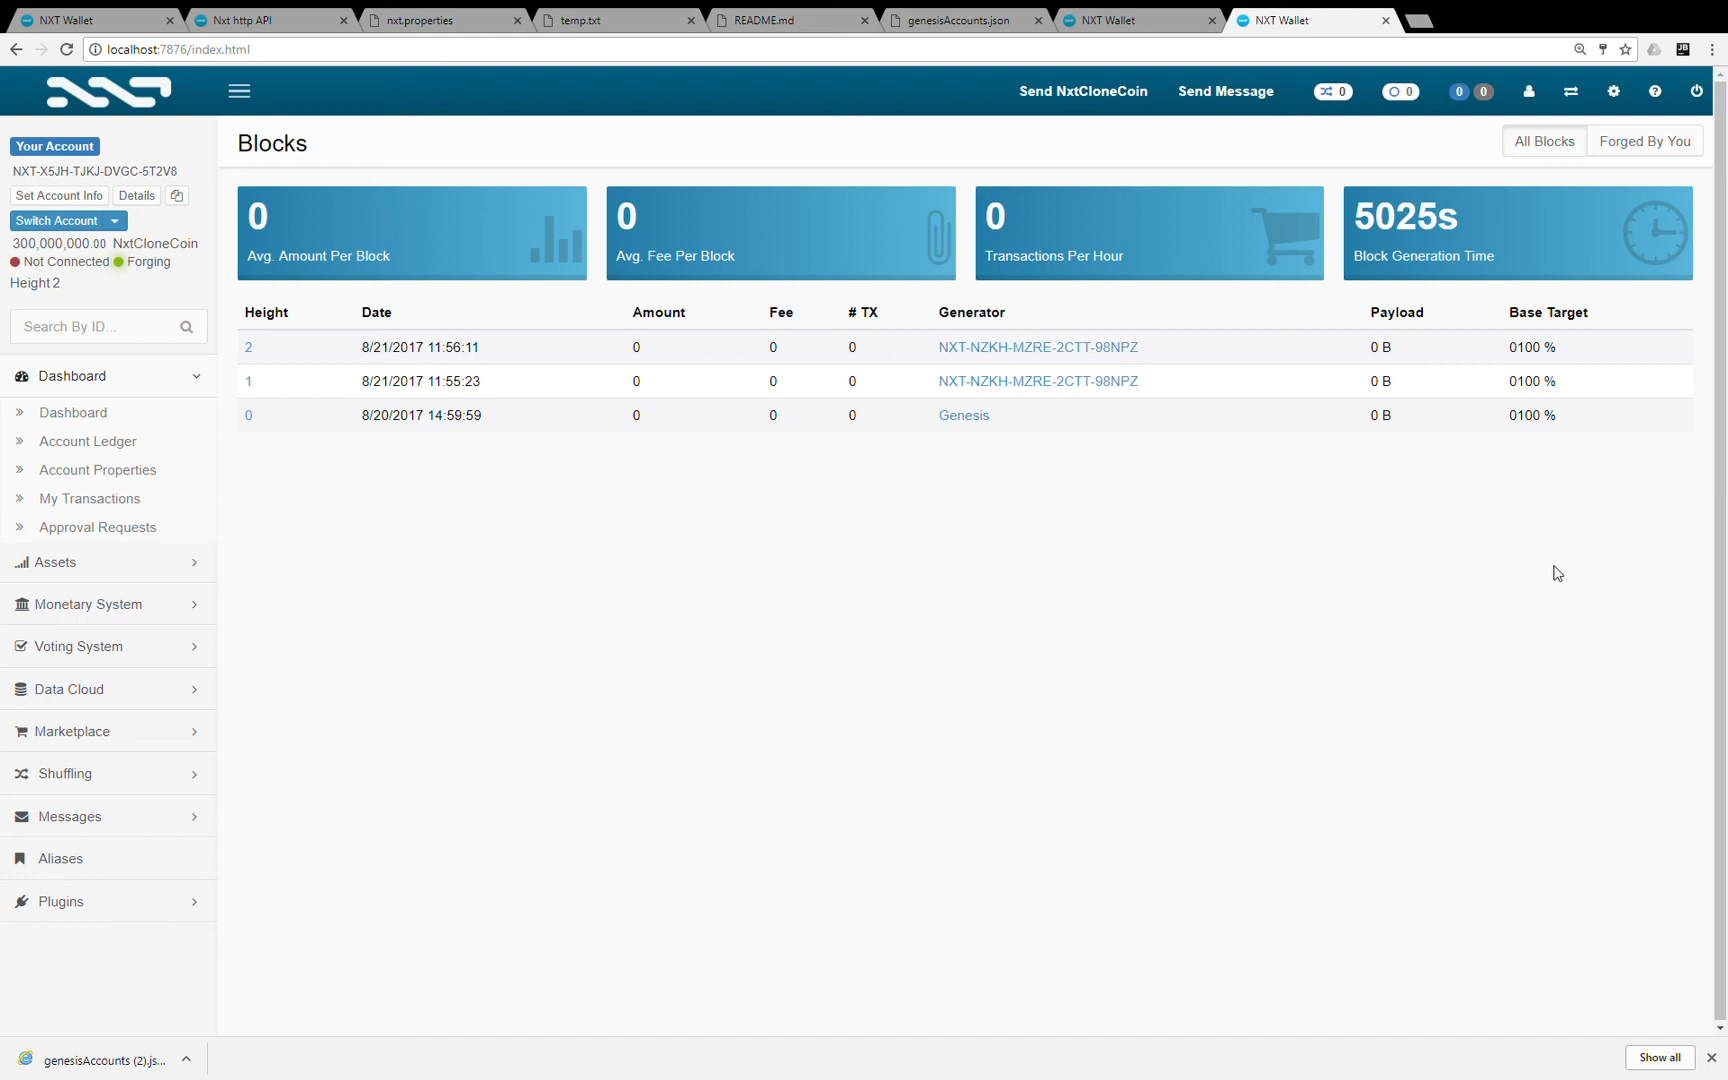 NXT Wallet
Nxt http API
nxt.properties
temp.txt
README.md
genesisAccounts.json
NXT Wallet
NXT Wallet
localhost:7876/index.html
NXT
Send NxtCloneCoin
Send Message
0
0
0 0
Your Account
NXT-X5JH-TJKJ-DVGC-5T2V8
Set Account Info Details
Switch Account
300,000,000.00 NxtCloneCoin
Not Connected Forging
Height 2
Search By ID...
Dashboard
Dashboard
Account Ledger
Account Properties
My Transactions
Approval Requests
Assets
Monetary System
Voting System
Data Cloud
Marketplace
Shuffling
Messages
Aliases
Plugins
Blocks
All Blocks Forged By You
0
Avg. Amount Per Block
0
Avg. Fee Per Block
0
Transactions Per Hour
5025s
Block Generation Time
Height Date Amount Fee # TX Generator Payload Base Target
2 8/21/2017 11:56:11 0 0 0 NXT-NZKH-MZRE-2CTT-98NPZ 0 B 0100 %
1 8/21/2017 11:55:23 0 0 0 NXT-NZKH-MZRE-2CTT-98NPZ 0 B 0100 %
0 8/20/2017 14:59:59 0 0 0 Genesis 0 B 0100 %
genesisAccounts (2).js...
Show all